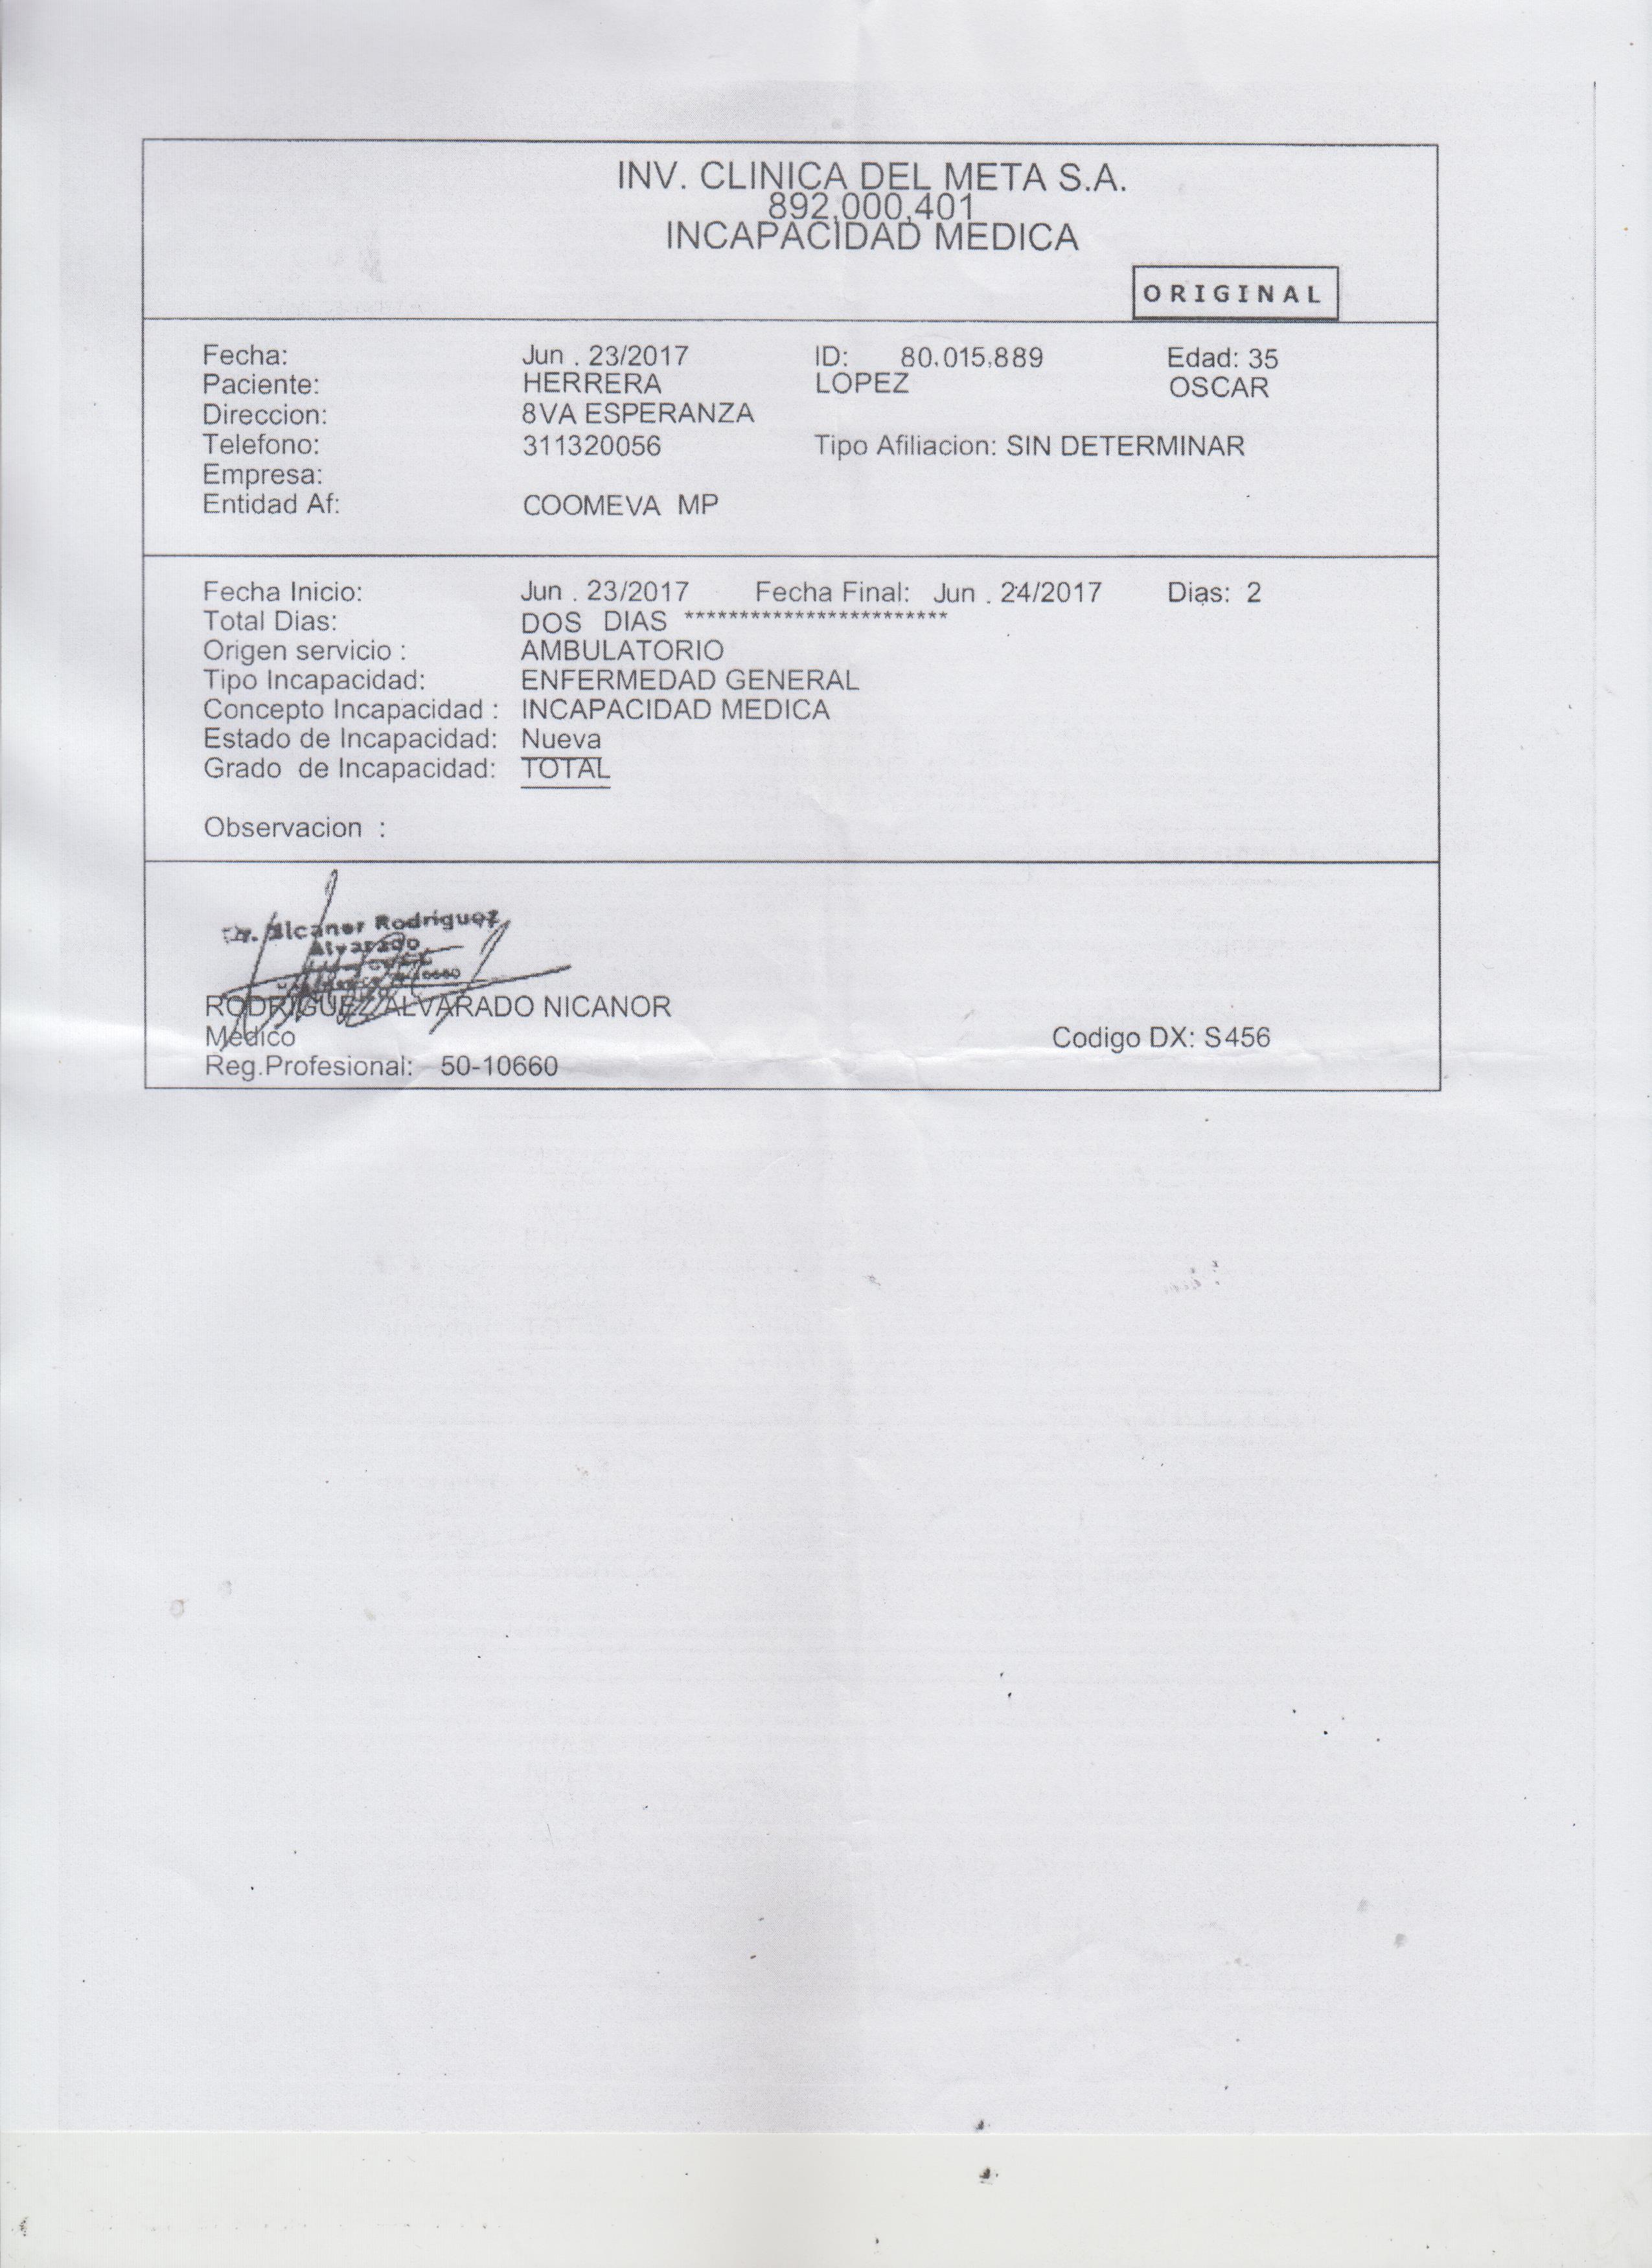 INV. CLINICA DEL META S.A.
892,000,401
INCAPACIDAD MEDICA
ORIGINAL
Fecha: Jun . 23/2017 ID: 80.015.889 Edad: 35
Paciente: HERRERA LOPEZ OSCAR
Direccion: 8VA ESPERANZA
Telefono: 311320056 Tipo Afiliacion: SIN DETERMINAR
Empresa:
Entidad Af: COOMEVA MP
Fecha Inicio: Jun . 23/2017 Fecha Final: Jun . 24/2017 Dias: 2
Total Dias: DOS DIAS ************************
Origen servicio : AMBULATORIO
Tipo Incapacidad: ENFERMEDAD GENERAL
Concepto Incapacidad : INCAPACIDAD MEDICA
Estado de Incapacidad: Nueva
Grado de Incapacidad: TOTAL
Observacion :
Rodriguez
Alvarado
RODRIGUEZ ALVARADO NICANOR
Medico Codigo DX: S456
Reg.Profesional: 50-10660